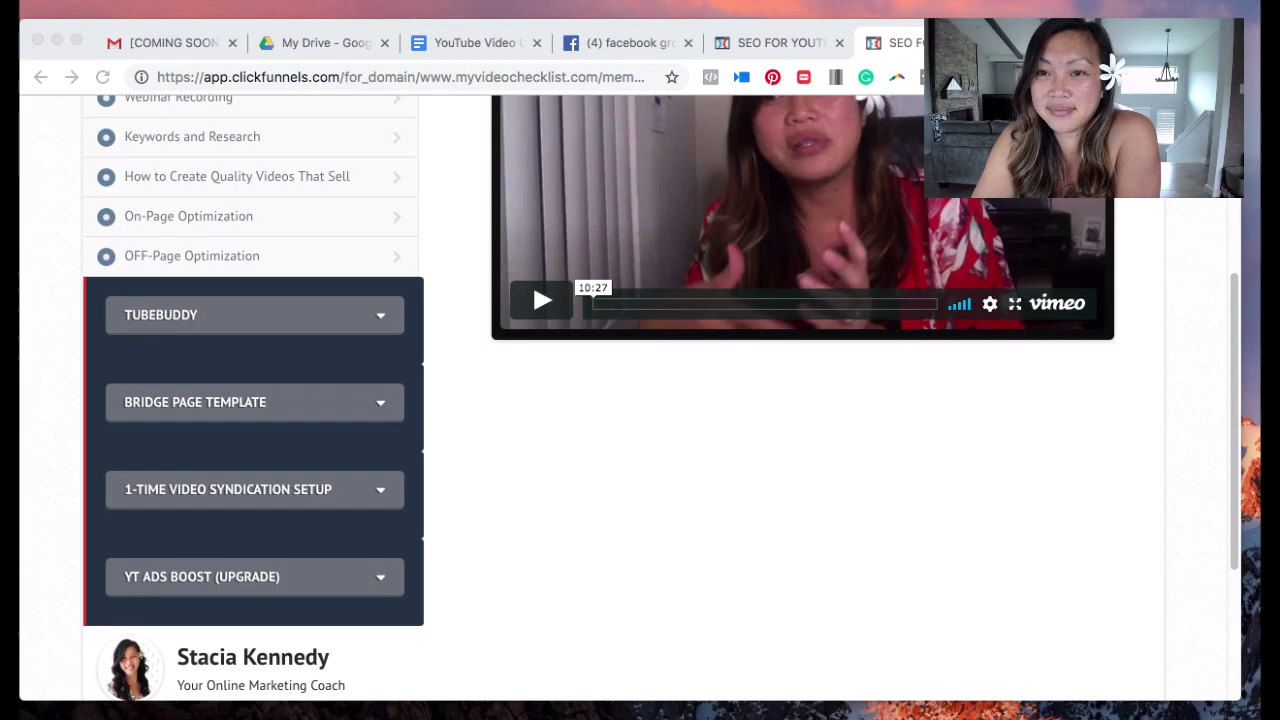 [COMING SOON
My Drive - Goog
YouTube Video U
(4) facebook gro
SEO FOR YOUT
SEO F
https://app.clickfunnels.com/for_domain/www.myvideochecklist.com/mem...
Webinar Recording
Keywords and Research
How to Create Quality Videos That Sell
On-Page Optimization
OFF-Page Optimization
TUBEBUDDY
BRIDGE PAGE TEMPLATE
1-TIME VIDEO SYNDICATION SETUP
YT ADS BOOST (UPGRADE)
Stacia Kennedy
Your Online Marketing Coach
10:27
vimeo